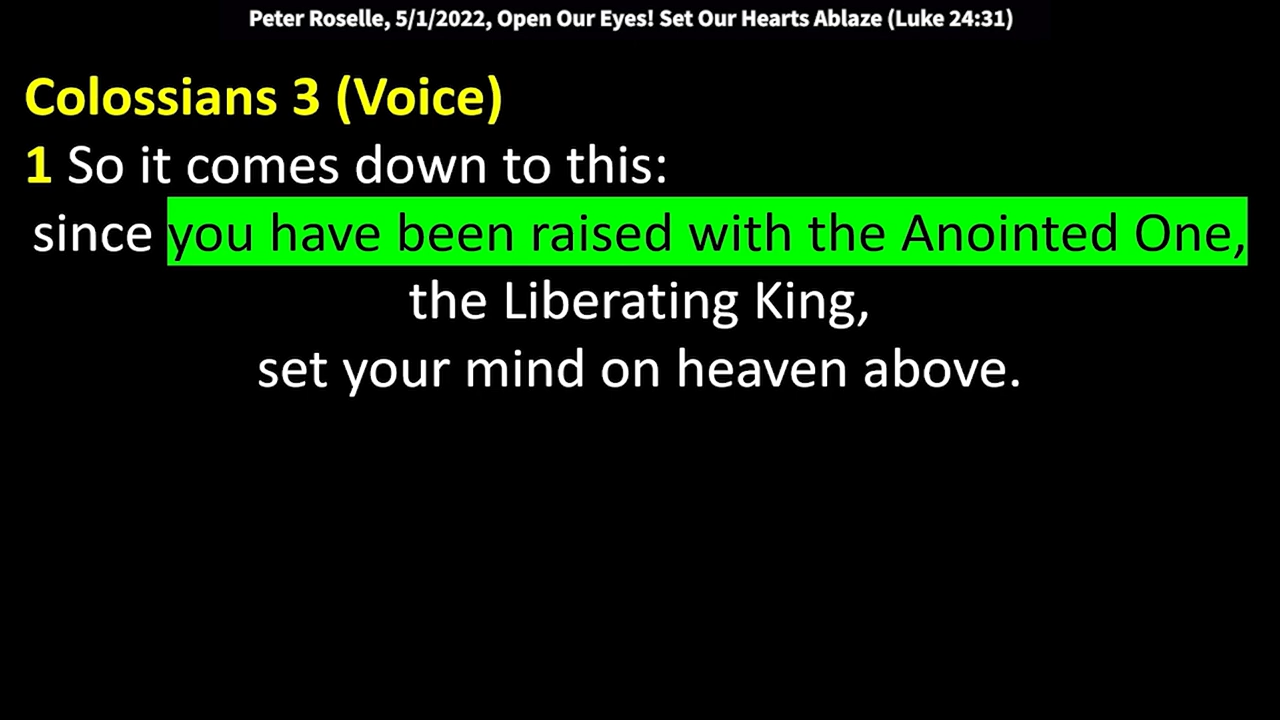 Peter Roselle, 5/1/2022, Open Our Eyes! Set Our Hearts Ablaze (Luke 24:31)
Colossians 3 (Voice)
1 So it comes down to this:
since you have been raised with the Anointed One,
the Liberating King,
set your mind on heaven above.